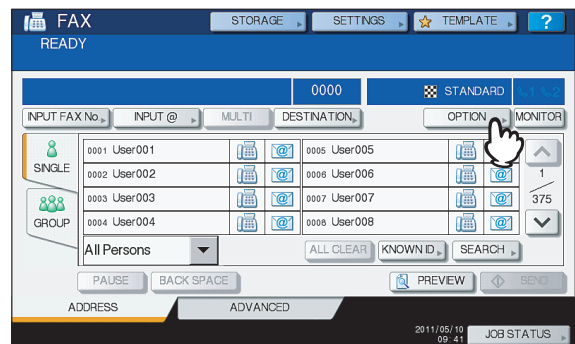 FAX STORAGE SETTINGS TEMPLATE ?
READY
0000 STANDARD 1 2
INPUT FAX No. INPUT @ MULTI DESTINATION OPTION MONITOR
SINGLE
GROUP
0001 User001 0005 User005
0002 User002 0006 User006
0003 User003 0007 User007
0004 User004 0008 User008
1
375
All Persons ALL CLEAR KNOWN ID SEARCH
PAUSE BACK SPACE PREVIEW SEND
ADDRESS ADVANCED
2011/05/10
09:41 JOB STATUS